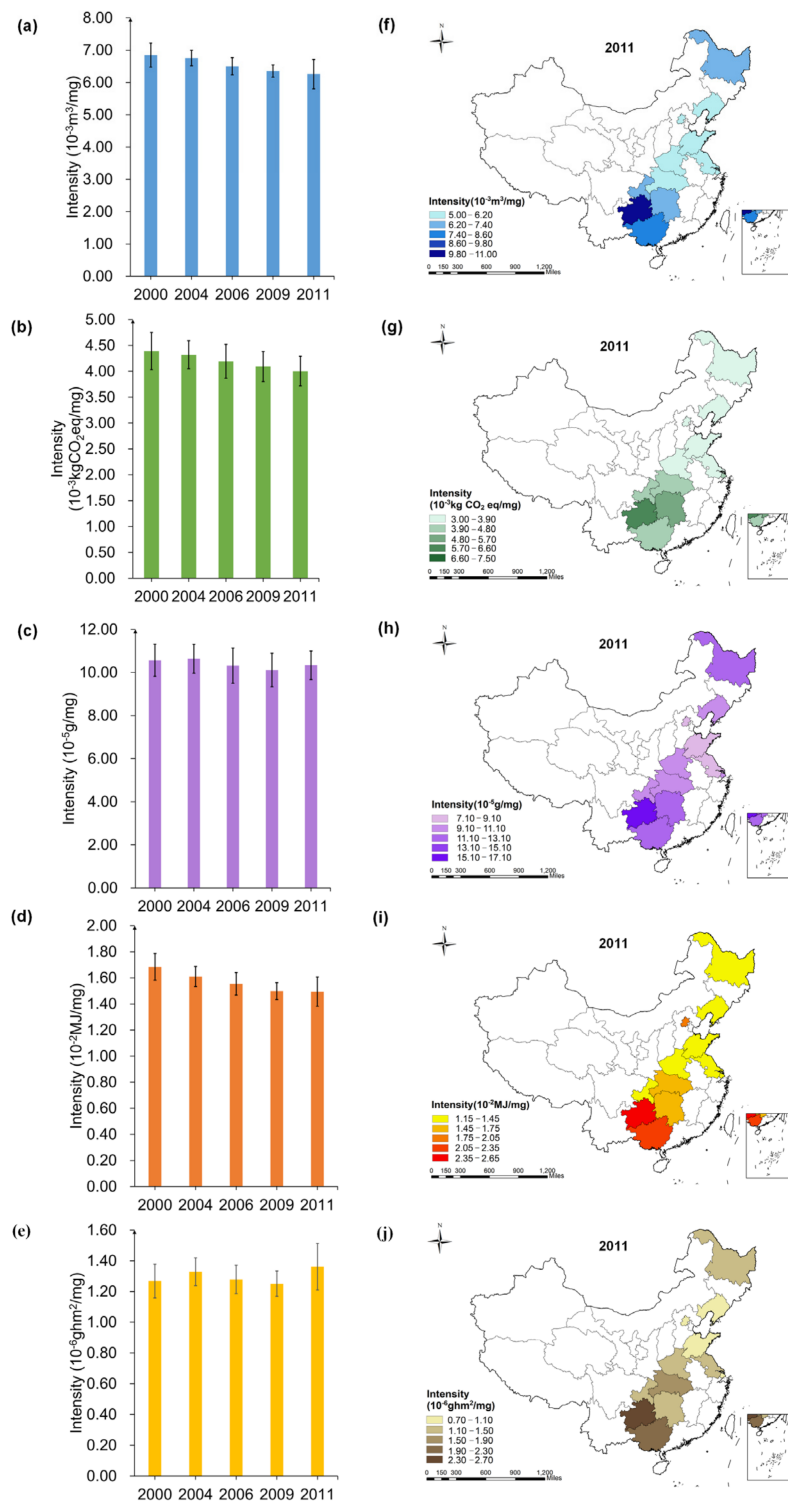 (a)
8.00
7.00
6.00
5.00
4.00
3.00
2.00
1.00
0.00
Intensity (10⁻³m³/mg)
2000 2004 2006 2009 2011
(f)
N
2011
Intensity(10⁻³m³/mg)
5.00 – 6.20
6.20 – 7.40
7.40 – 8.60
8.60 – 9.80
9.80 – 11.00
0 150 300 600 900 1,200
Miles
(b)
5.00
4.50
4.00
3.50
3.00
2.50
2.00
1.50
1.00
0.50
0.00
Intensity
(10⁻³kgCO₂eq/mg)
2000 2004 2006 2009 2011
(g)
N
2011
Intensity
(10⁻³kg CO₂ eq/mg)
3.00 – 3.90
3.90 – 4.80
4.80 – 5.70
5.70 – 6.60
6.60 – 7.50
0 150 300 600 900 1,200
Miles
(c)
12.00
10.00
8.00
6.00
4.00
2.00
0.00
Intensity (10⁻⁵g/mg)
2000 2004 2006 2009 2011
(h)
N
2011
Intensity(10⁻⁵g/mg)
7.10 – 9.10
9.10 – 11.10
11.10 – 13.10
13.10 – 15.10
15.10 – 17.10
0 150 300 600 900 1,200
Miles
(d)
2.00
1.80
1.60
1.40
1.20
1.00
0.80
0.60
0.40
0.20
0.00
Intensity (10⁻²MJ/mg)
2000 2004 2006 2009 2011
(i)
N
2011
Intensity(10⁻²MJ/mg)
1.15 – 1.45
1.45 – 1.75
1.75 – 2.05
2.05 – 2.35
2.35 – 2.65
0 150 300 600 900 1,200
Miles
(e)
1.60
1.40
1.20
1.00
0.80
0.60
0.40
0.20
0.00
Intensity (10⁻⁶ghm²/mg)
2000 2004 2006 2009 2011
(j)
N
2011
Intensity
(10⁻⁶ghm²/mg)
0.70 – 1.10
1.10 – 1.50
1.50 – 1.90
1.90 – 2.30
2.30 – 2.70
0 150 300 600 900 1,200
Miles